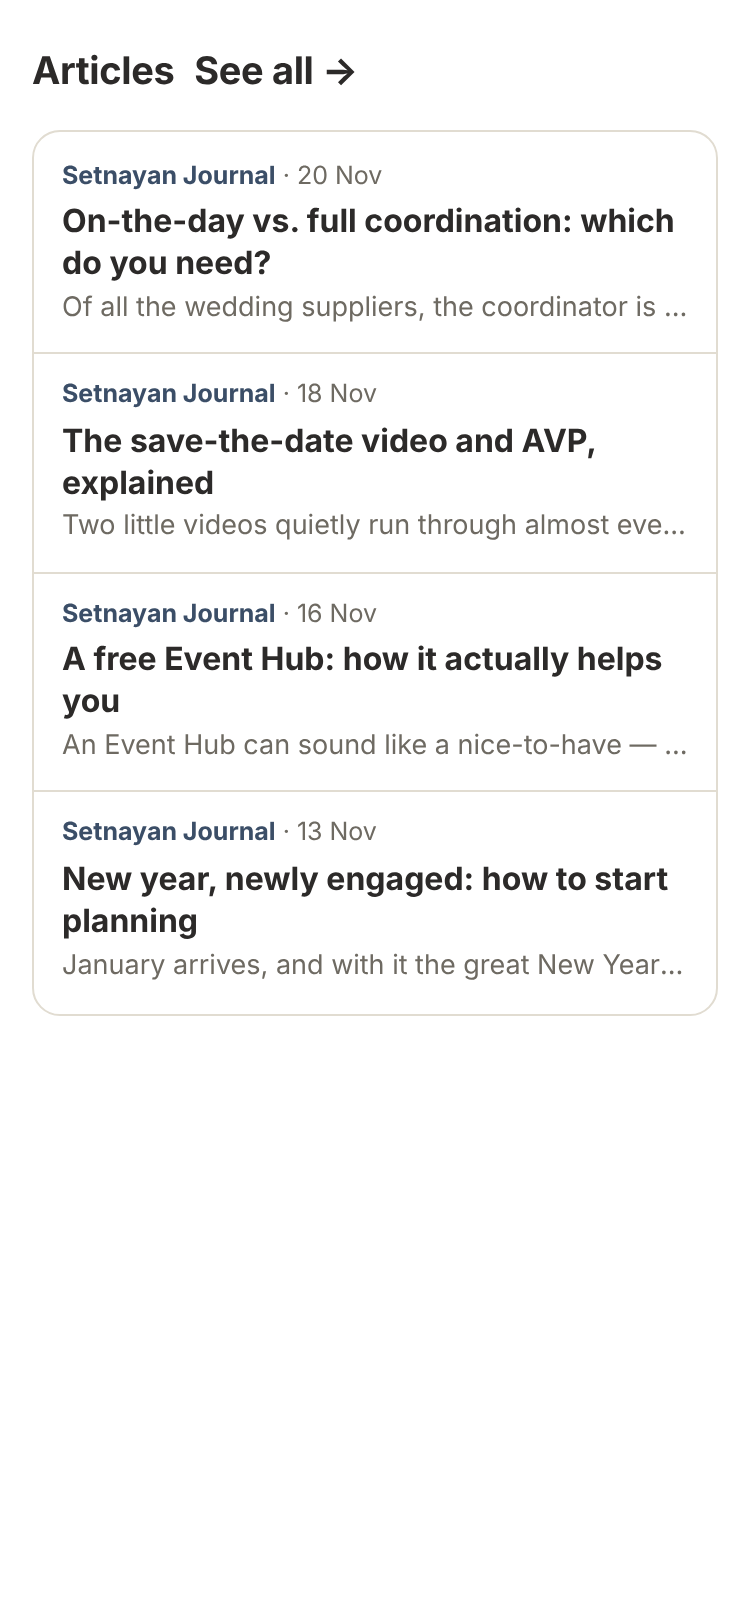 Articles See all →
Setnayan Journal · 20 Nov
On-the-day vs. full coordination: which
do you need?
Of all the wedding suppliers, the coordinator is ...
Setnayan Journal · 18 Nov
The save-the-date video and AVP,
explained
Two little videos quietly run through almost eve...
Setnayan Journal · 16 Nov
A free Event Hub: how it actually helps
you
An Event Hub can sound like a nice-to-have — ...
Setnayan Journal · 13 Nov
New year, newly engaged: how to start
planning
January arrives, and with it the great New Year...